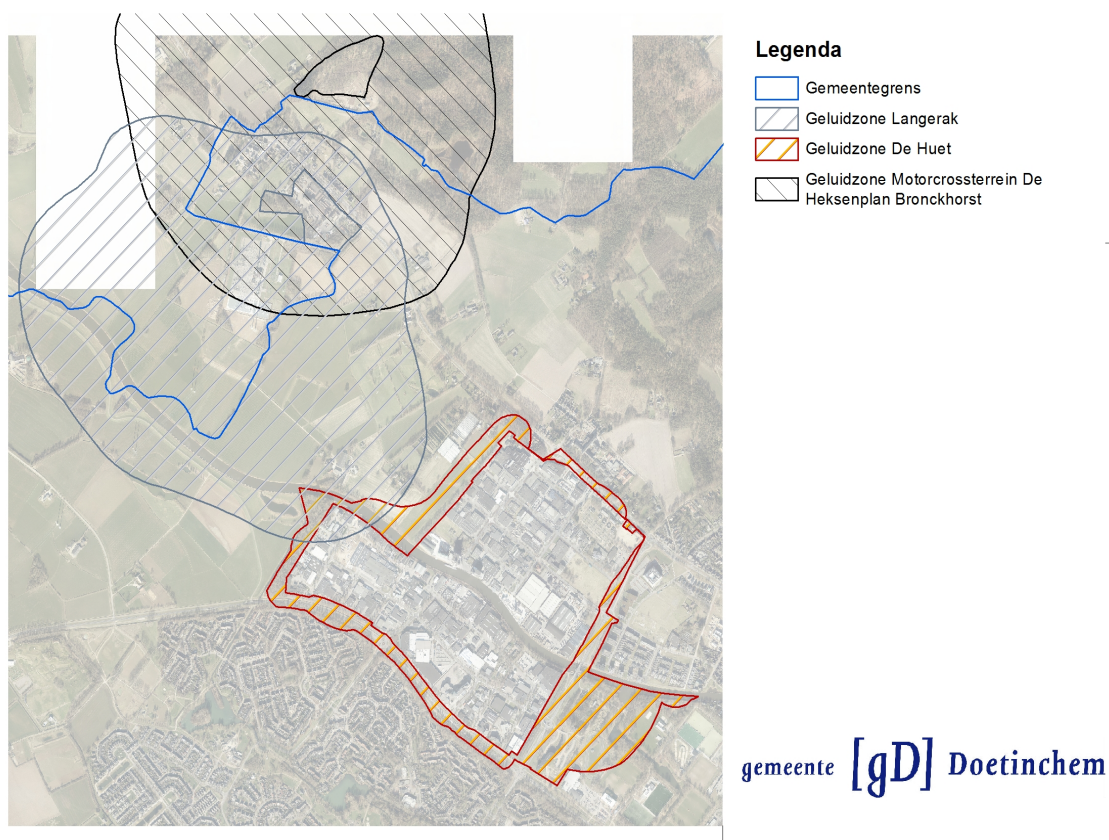 Legenda
Gemeentegrens
Geluidzone Langerak
Geluidzone De Huet
Geluidzone Motorcrossterrein De
Heksenplan Bronckhorst
gemeente [gD] Doetinchem